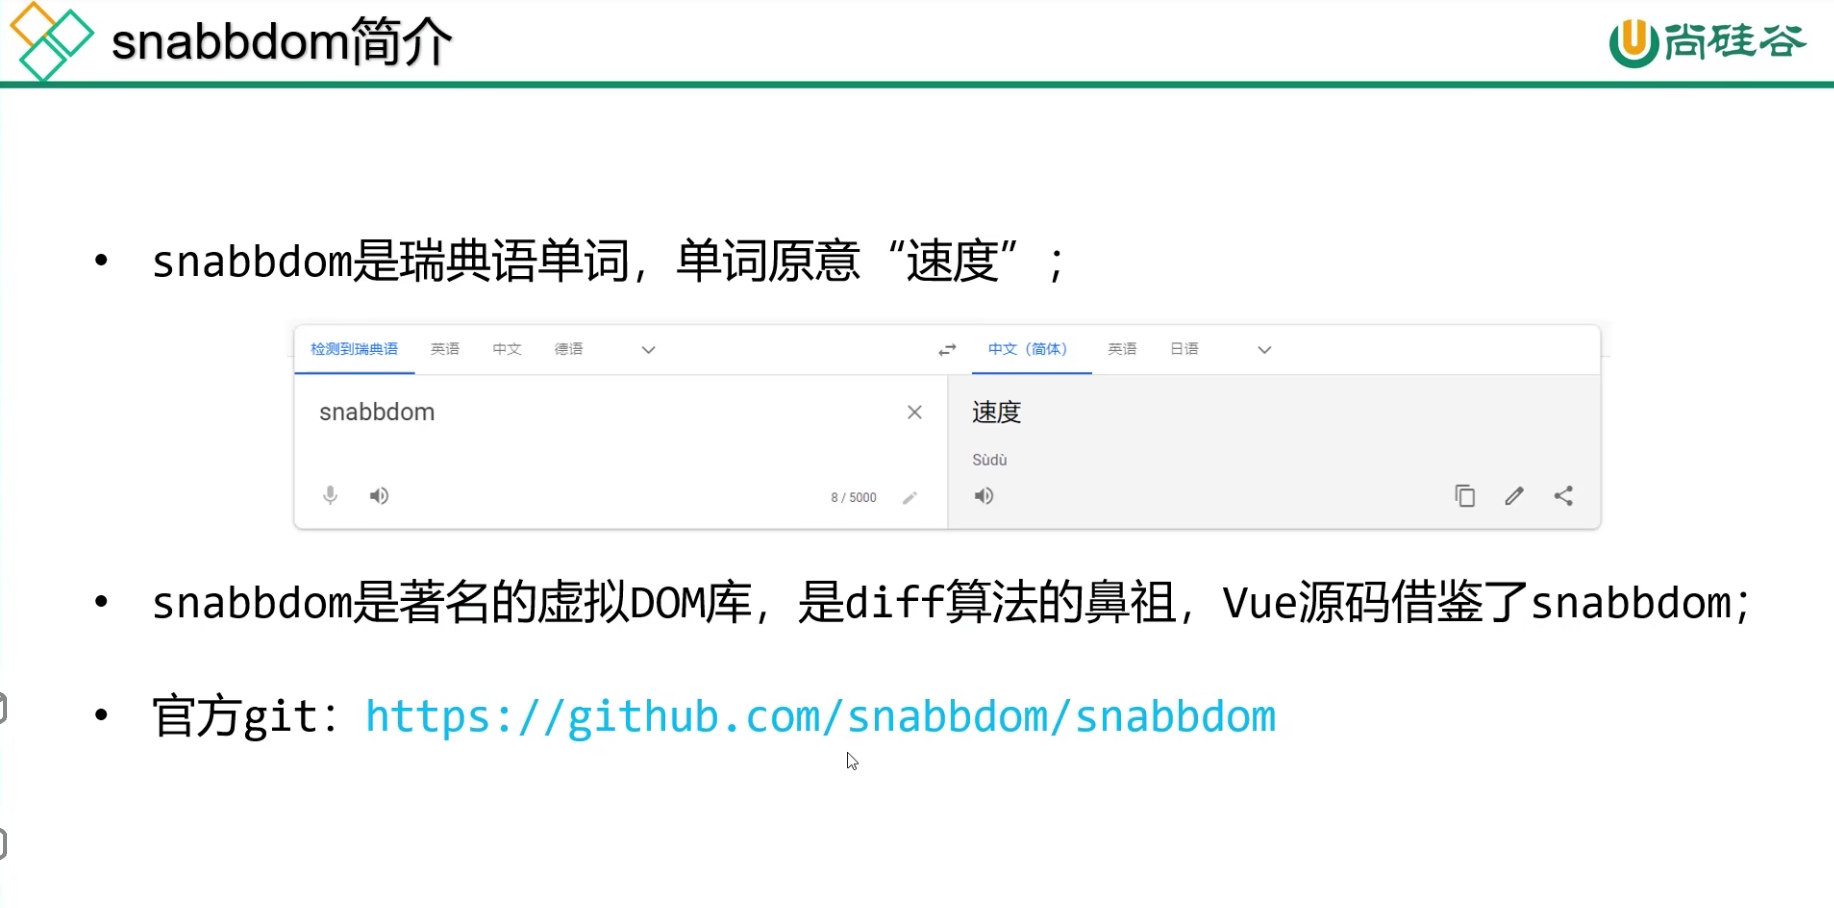 snabbdom简介
尚硅谷
• snabbdom是瑞典语单词，单词原意“速度”；
检测到瑞典语 英语 中文 德语 中文（简体） 英语 日语
snabbdom
速度
Sùdù
8 / 5000
• snabbdom是著名的虚拟DOM库，是diff算法的鼻祖，Vue源码借鉴了snabbdom；
• 官方git：https://github.com/snabbdom/snabbdom